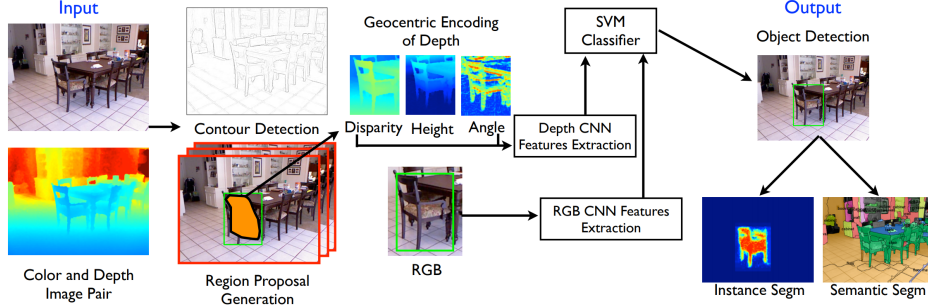 Input
Color and Depth
Image Pair
Contour Detection
Region Proposal
Generation
Geocentric Encoding
of Depth
Disparity Height Angle
RGB
Depth CNN
Features Extraction
RGB CNN Features
Extraction
SVM
Classifier
Output
Object Detection
Instance Segm
Semantic Segm